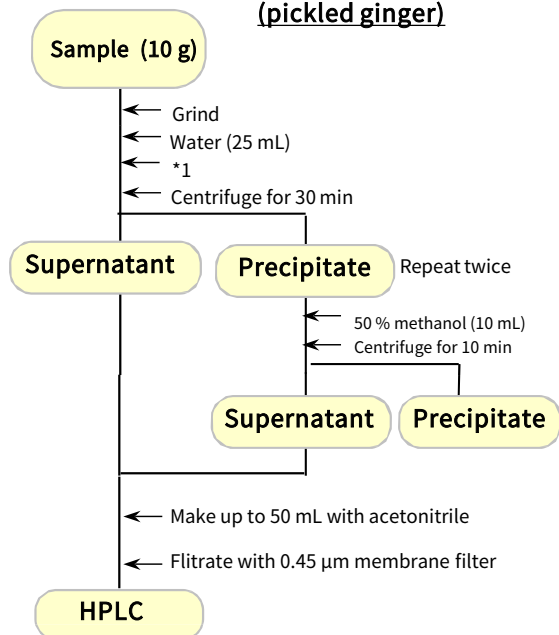 (pickled ginger)
Sample (10 g)
Grind
Water (25 mL)
*1
Centrifuge for 30 min
Supernatant
Precipitate
Repeat twice
50 % methanol (10 mL)
Centrifuge for 10 min
Supernatant
Precipitate
Make up to 50 mL with acetonitrile
Flitrate with 0.45 μm membrane filter
HPLC